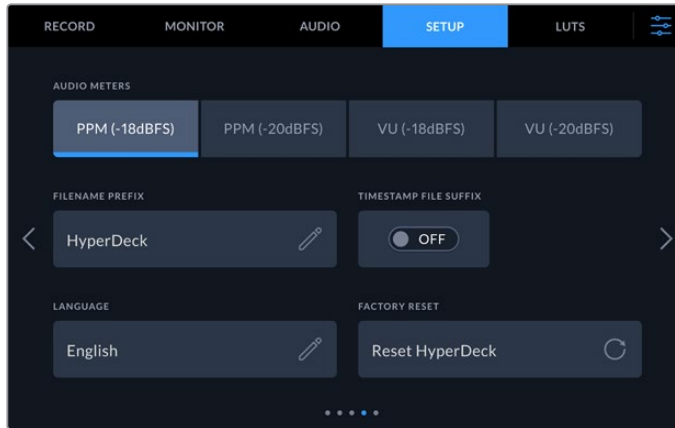 RECORD MONITOR AUDIO SETUP LUTS
AUDIO METERS
PPM (-18dBFS) PPM (-20dBFS) VU (-18dBFS) VU (-20dBFS)
FILENAME PREFIX TIMESTAMP FILE SUFFIX
HyperDeck OFF
LANGUAGE FACTORY RESET
English Reset HyperDeck